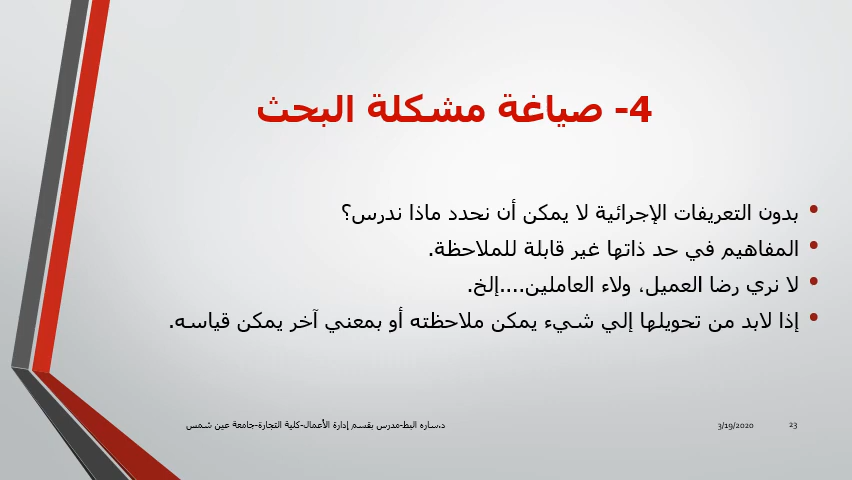 4- صياغة مشكلة البحث
• بدون التعريفات الإجرائية لا يمكن أن نحدد ماذا ندرس؟
• المفاهيم في حد ذاتها غير قابلة للملاحظة.
• لا نري رضا العميل، ولاء العاملين....إلخ.
• إذا لابد من تحويلها إلي شيء يمكن ملاحظته أو بمعني آخر يمكن قياسه.
23
3/19/2020
د.ساره البط-مدرس بقسم إدارة الأعمال-كلية التجارة-جامعة عين شمس